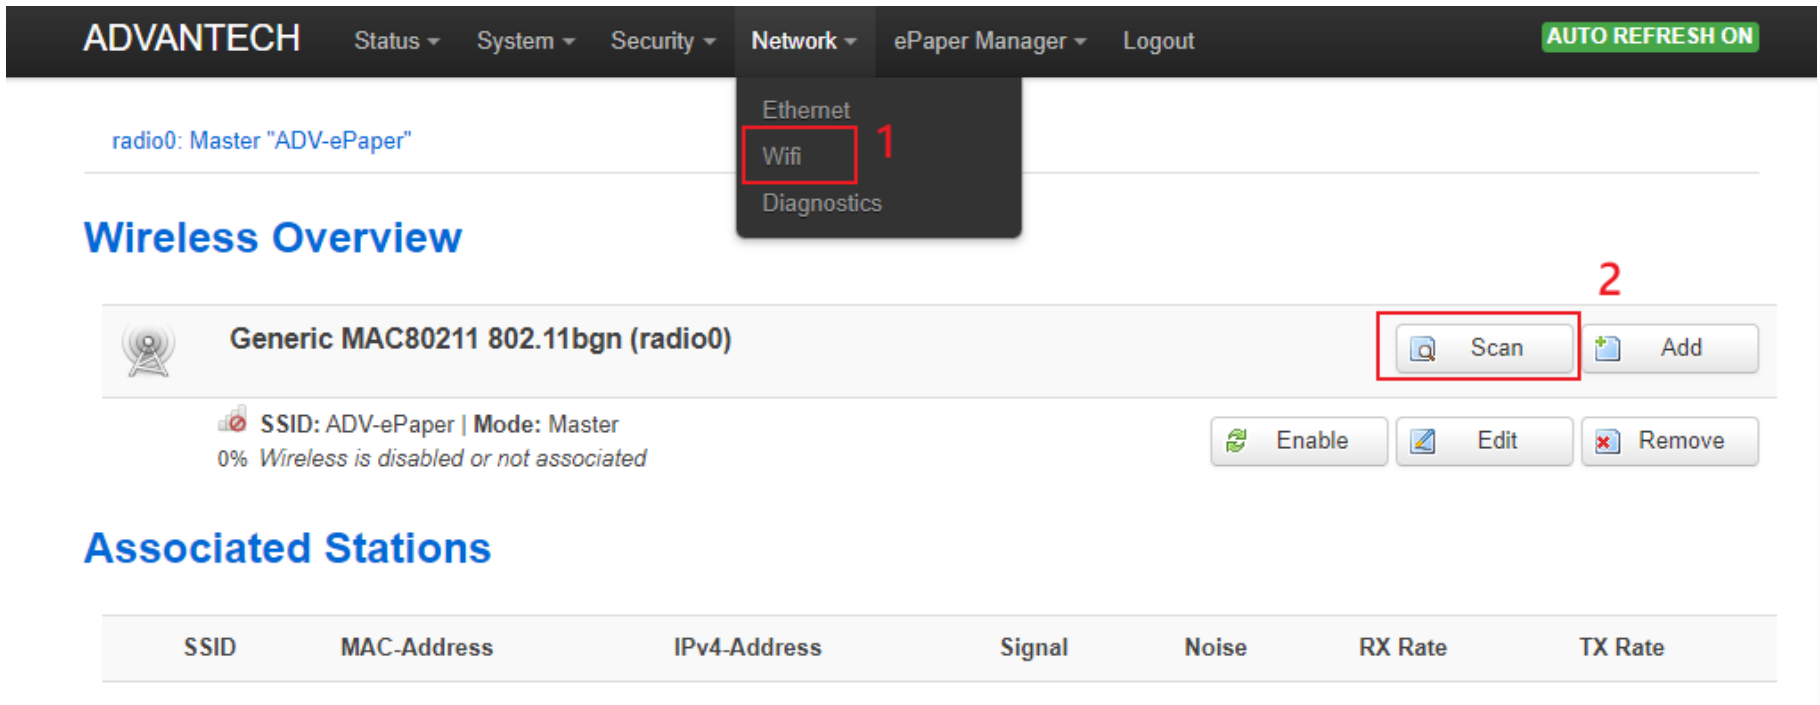 ADVANTECH Status System Security Network ePaper Manager Logout AUTO REFRESH ON
Ethernet
Wifi 1
Diagnostics
radio0: Master "ADV-ePaper"
Wireless Overview
2
Generic MAC80211 802.11bgn (radio0) Scan Add
SSID: ADV-ePaper | Mode: Master Enable Edit Remove
0% Wireless is disabled or not associated
Associated Stations
SSID MAC-Address IPv4-Address Signal Noise RX Rate TX Rate